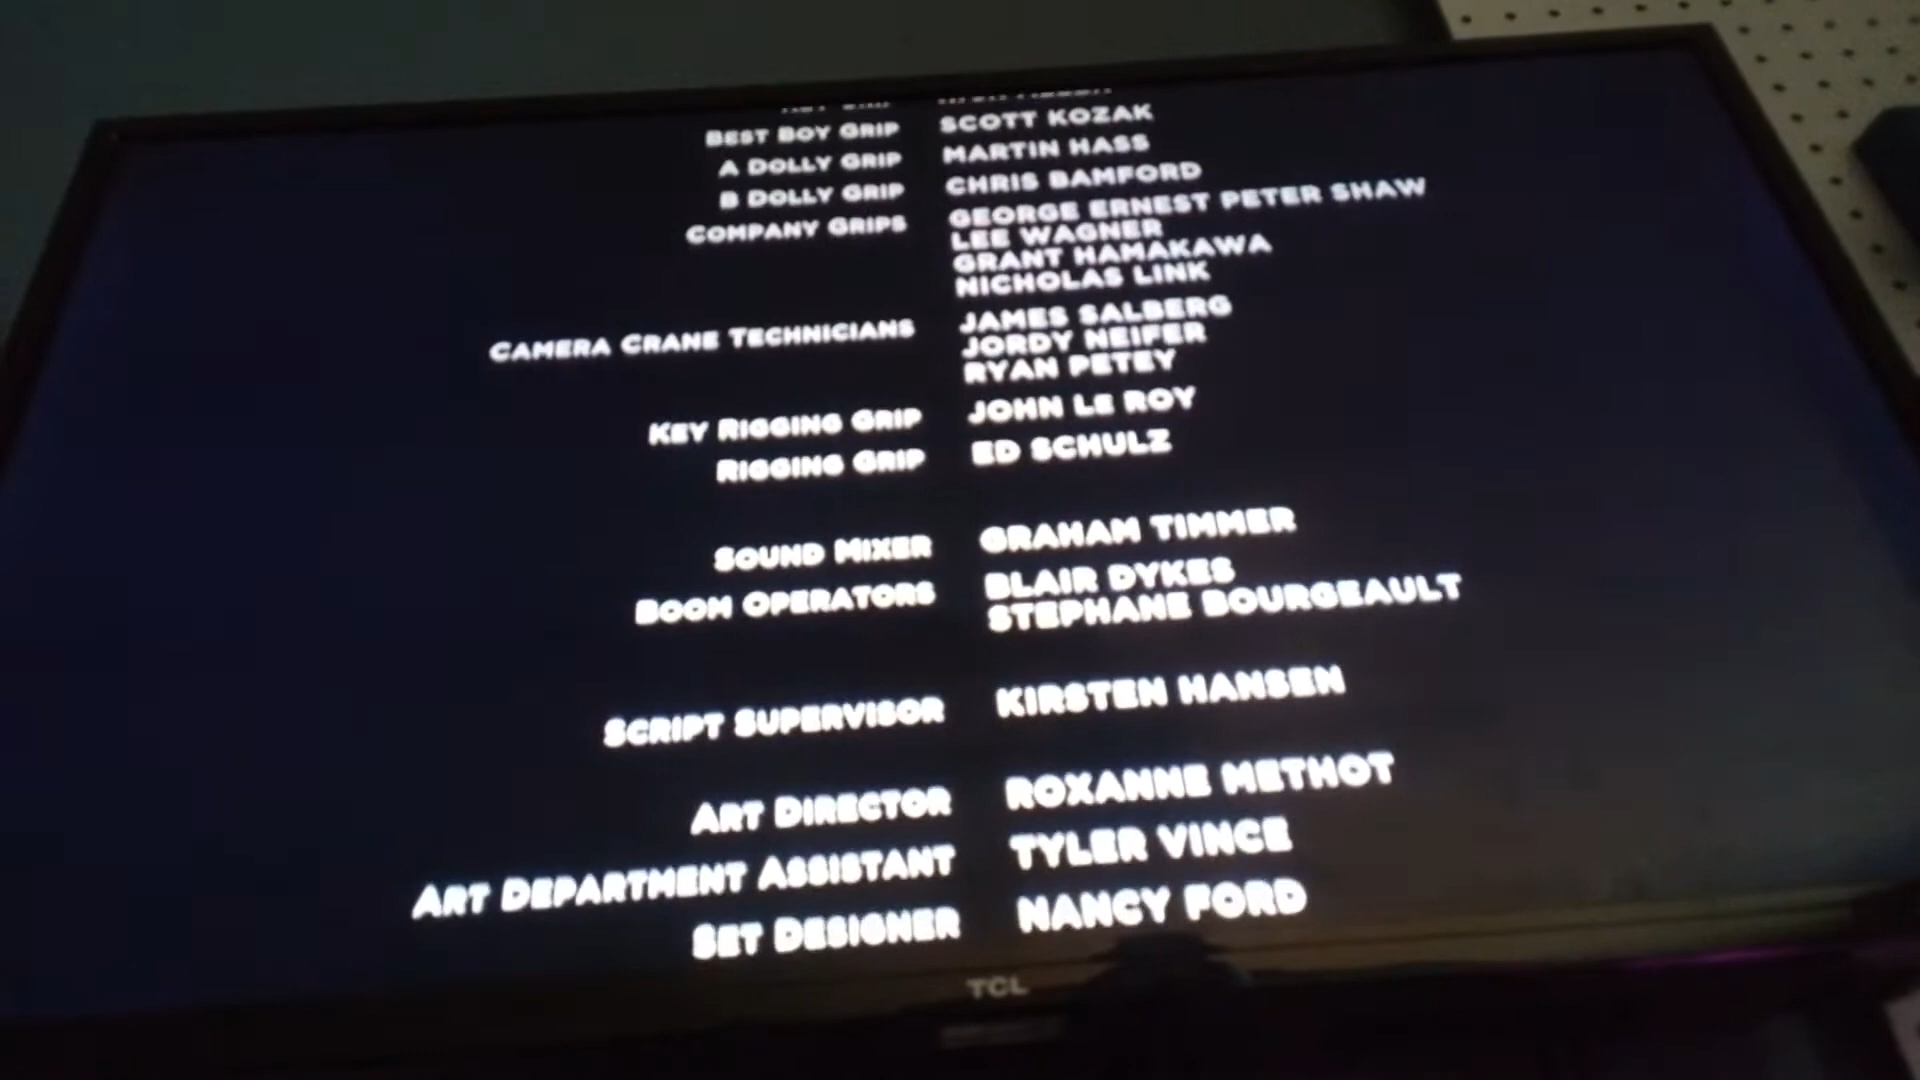 BEST BOY GRIP SCOTT KOZAK
A DOLLY GRIP MARTIN HASS
B DOLLY GRIP CHRIS BAMFORD
COMPANY GRIPS GEORGE ERNEST PETER SHAW
LEE WAGNER
GRANT HAMAKAWA
NICHOLAS LINK
CAMERA CRANE TECHNICIANS JAMES SALBERG
JORDY NEIFER
RYAN PETEY
KEY RIGGING GRIP JOHN LE ROY
RIGGING GRIP ED SCHULZ
SOUND MIXER GRAHAM TIMMER
BOOM OPERATORS BLAIR DYKES
STEPHANE BOURGEAULT
SCRIPT SUPERVISOR KIRSTEN HANSEN
ART DIRECTOR ROXANNE METHOT
ART DEPARTMENT ASSISTANT TYLER VINCE
SET DESIGNER NANCY FORD
TCL